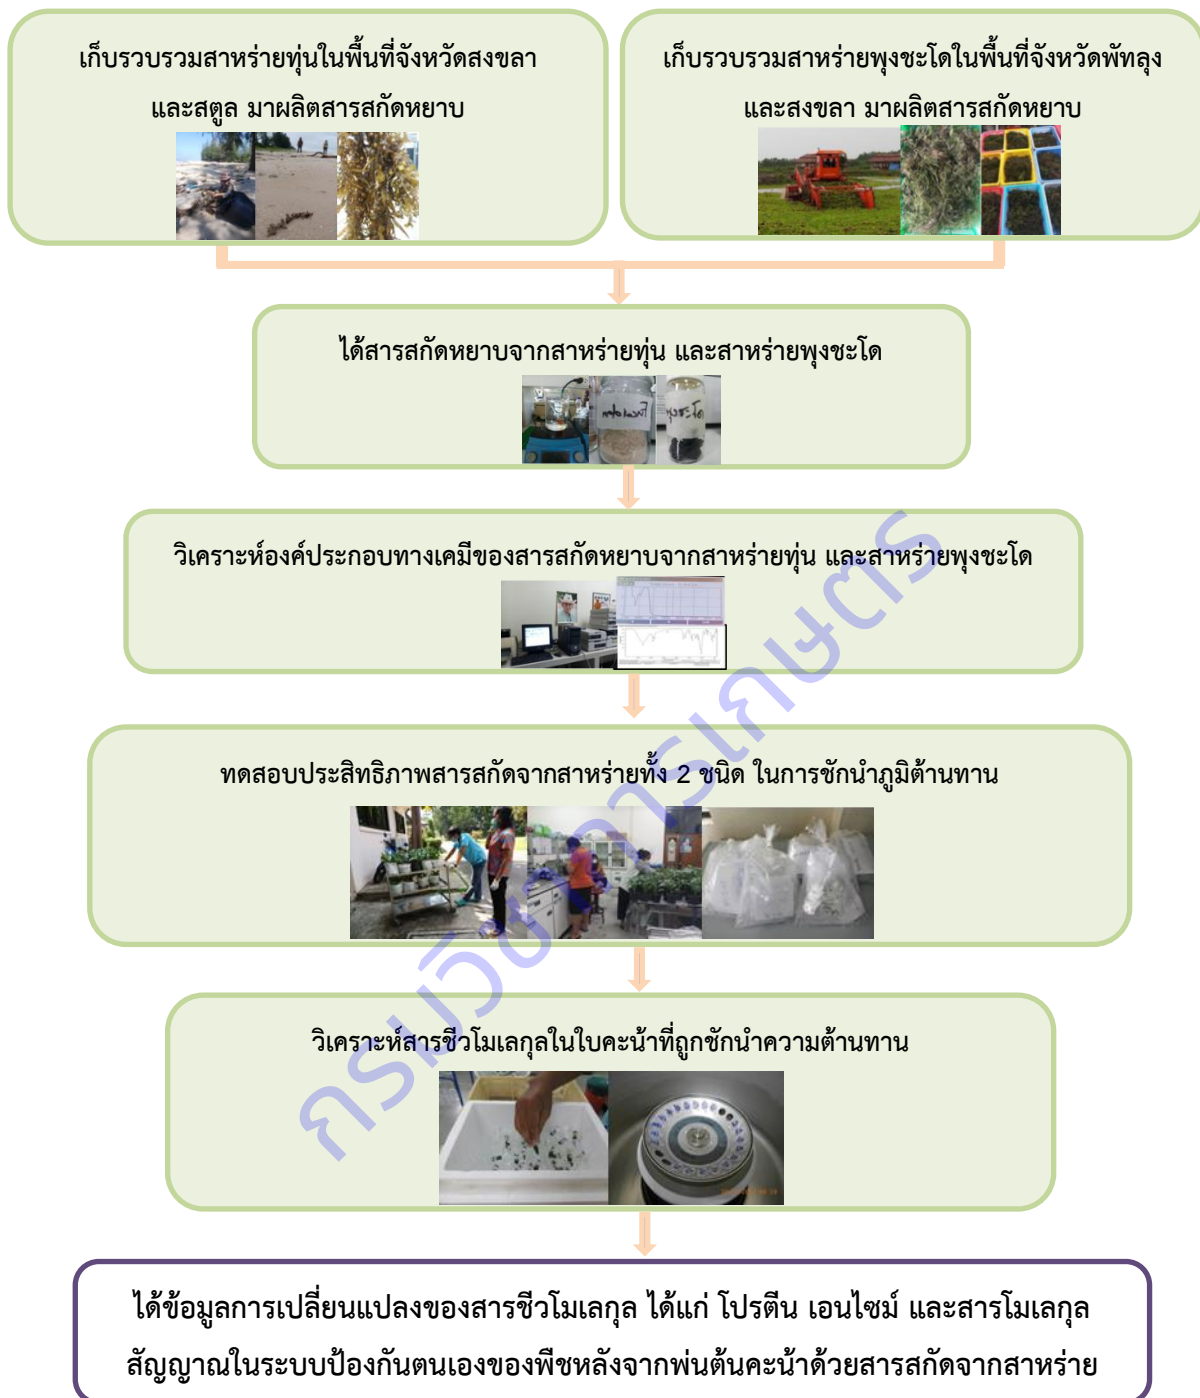 เก็บรวบรวมสาหร่ายทุ่นในพื้นที่จังหวัดสงขลา
และสตูล มาผลิตสารสกัดหยาบ
เก็บรวบรวมสาหร่ายพุงชะโดในพื้นที่จังหวัดพัทลุง
และสงขลา มาผลิตสารสกัดหยาบ
ได้สารสกัดหยาบจากสาหร่ายทุ่น และสาหร่ายพุงชะโด
วิเคราะห์องค์ประกอบทางเคมีของสารสกัดหยาบจากสาหร่ายทุ่น และสาหร่ายพุงชะโด
ทดสอบประสิทธิภาพสารสกัดจากสาหร่ายทั้ง 2 ชนิด ในการชักนำภูมิต้านทาน
วิเคราะห์สารชีวโมเลกุลในใบคะน้าที่ถูกชักนำความต้านทาน
ได้ข้อมูลการเปลี่ยนแปลงของสารชีวโมเลกุล ได้แก่ โปรตีน เอนไซม์ และสารโมเลกุล
สัญญาณในระบบป้องกันตนเองของพืชหลังจากพ่นต้นคะน้าด้วยสารสกัดจากสาหร่าย
กรมวิชาการเกษตร